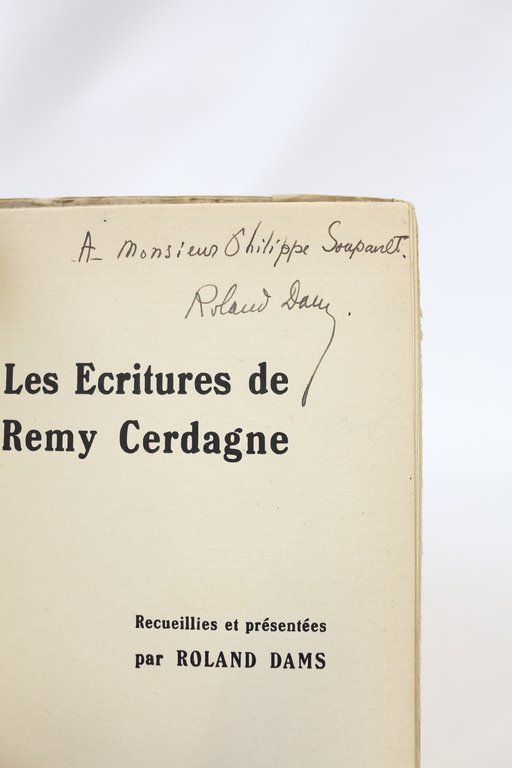 A Monsieur Philippe Soupault.
Roland Dams.
Les Ecritures de
Remy Cerdagne
Recueillies et présentées
par ROLAND DAMS